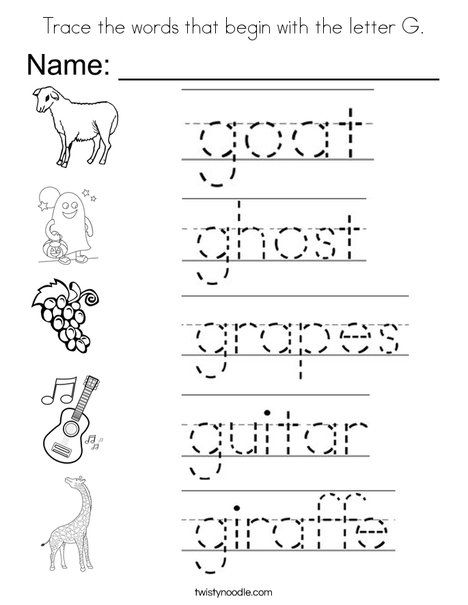 Trace the words that begin with the letter G.
Name:
goat
ghost
grapes
guitar
giraffe
twistynoodle.com